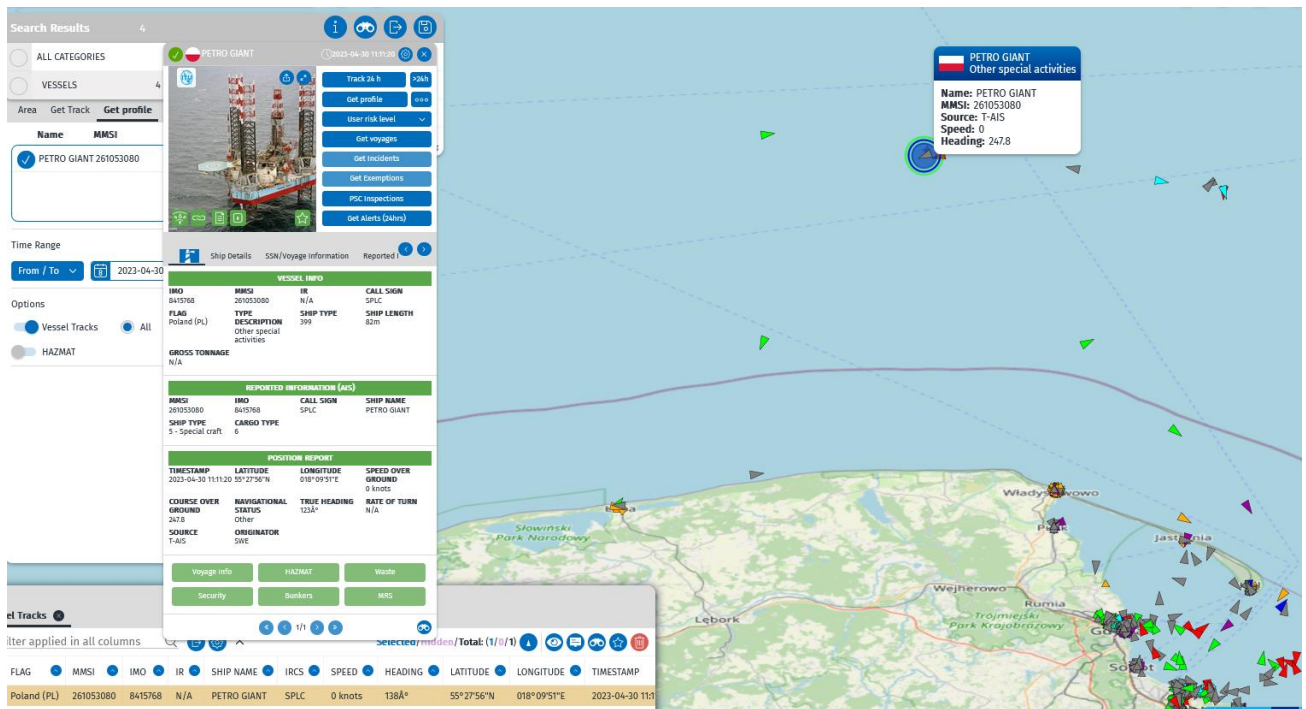 Search Results 4
ALL CATEGORIES
VESSELS 4
Area Get Track Get profile
Name MMSI
PETRO GIANT 261053080
Time Range
From / To 8 2023-04-30
Options
Vessel Tracks All
HAZMAT
PETRO GIANT 2023-04-30 11:11:20
Track 24 h >24h
Get profile
User risk level
Get voyages
Get Incidents
Get Exemptions
PSC Inspections
Get Alerts (24hrs)
Ship Details SSN/Voyage Information Reported I
VESSEL INFO
IMO MMSI IR CALL SIGN
8415768 261053080 N/A SPLC
FLAG TYPE DESCRIPTION SHIP TYPE SHIP LENGTH
Poland (PL) Other special activities 399 82m
GROSS TONNAGE
N/A
REPORTED INFORMATION (AIS)
MMSI IMO CALL SIGN SHIP NAME
261053080 8415768 SPLC PETRO GIANT
SHIP TYPE CARGO TYPE
5 - Special craft 6
POSITION REPORT
TIMESTAMP LATITUDE LONGITUDE SPEED OVER GROUND
2023-04-30 11:11:20 55°27'56"N 018°09'51"E 0 knots
COURSE OVER GROUND NAVIGATIONAL STATUS TRUE HEADING RATE OF TURN
247.8 Other 123Â° N/A
SOURCE ORIGINATOR
T-AIS SWE
Voyage Info HAZMAT Waste
Security Bunkers MRS
1/1
el Tracks
ilter applied in all columns
Selected/Hidden/Total: (1/0/1)
FLAG MMSI IMO IR SHIP NAME IRCS SPEED HEADING LATITUDE LONGITUDE TIMESTAMP
Poland (PL) 261053080 8415768 N/A PETRO GIANT SPLC 0 knots 138Â° 55°27'56"N 018°09'51"E 2023-04-30 11:1
PETRO GIANT
Other special activities
Name: PETRO GIANT
MMSI: 261053080
Source: T-AIS
Speed: 0
Heading: 247.8
Słowiński
Park Narodowy
Lębork
Wejherowo
Rumia
Trójmiejski
Park Krajobrazowy